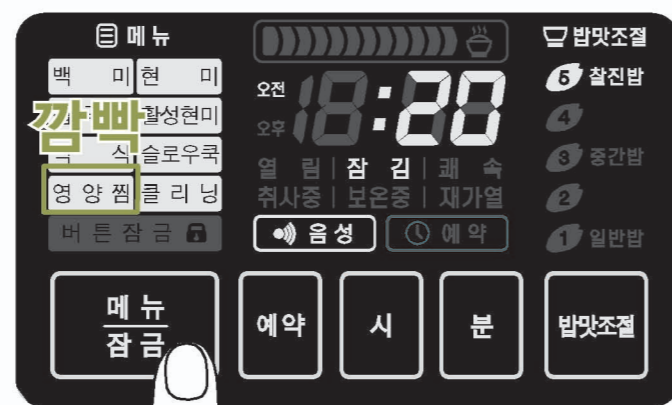 메뉴
밥맛조절
백 미 현 미
깜빡
활성현미
식 슬로우쿡
영 양 찜 클 리 닝
버 튼 잠 금
오전
오후
:20
열 림 | 잠 김 | 쾌 속
취사중 | 보온중 | 재가열
음성
예약
5 찰진밥
4
3 중간밥
2
1 일반밥
메뉴
잠금
예약
시
분
밥맛조절